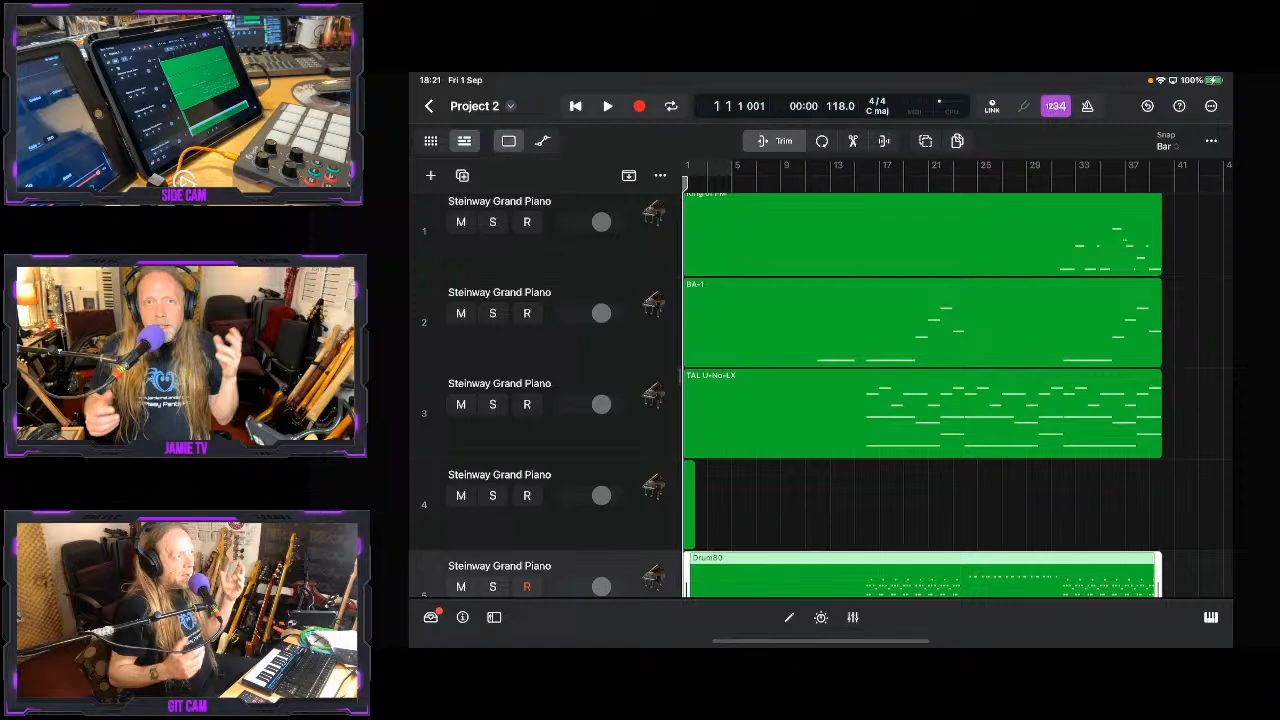 SIDE CAM
JAMIE TV
GIT CAM
18:21 Fri 1 Sep
100%
Project 2
1 1 1 001
00:00
118.0
4/4
C maj
MIDI
CPU
LINK
1234
Trim
Snap
Bar
1 5 9 13 17 21 25 29 33 37 41 4
Steinway Grand Piano
M S R
1
Steinway Grand Piano
M S R
2
BA-1
Steinway Grand Piano
M S R
3
TAL U-No-LX
Steinway Grand Piano
M S R
4
Steinway Grand Piano
M S R
Drum80